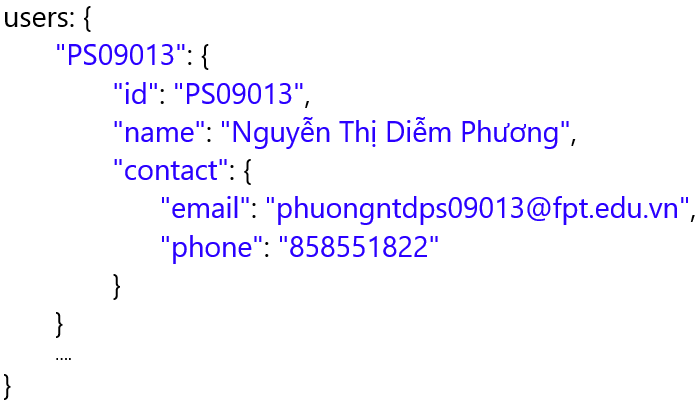 users: {
"PS09013": {
"id": "PS09013",
"name": "Nguyễn Thị Diễm Phương",
"contact": {
"email": "phuongntdps09013@fpt.edu.vn",
"phone": "858551822"
}
}
....
}